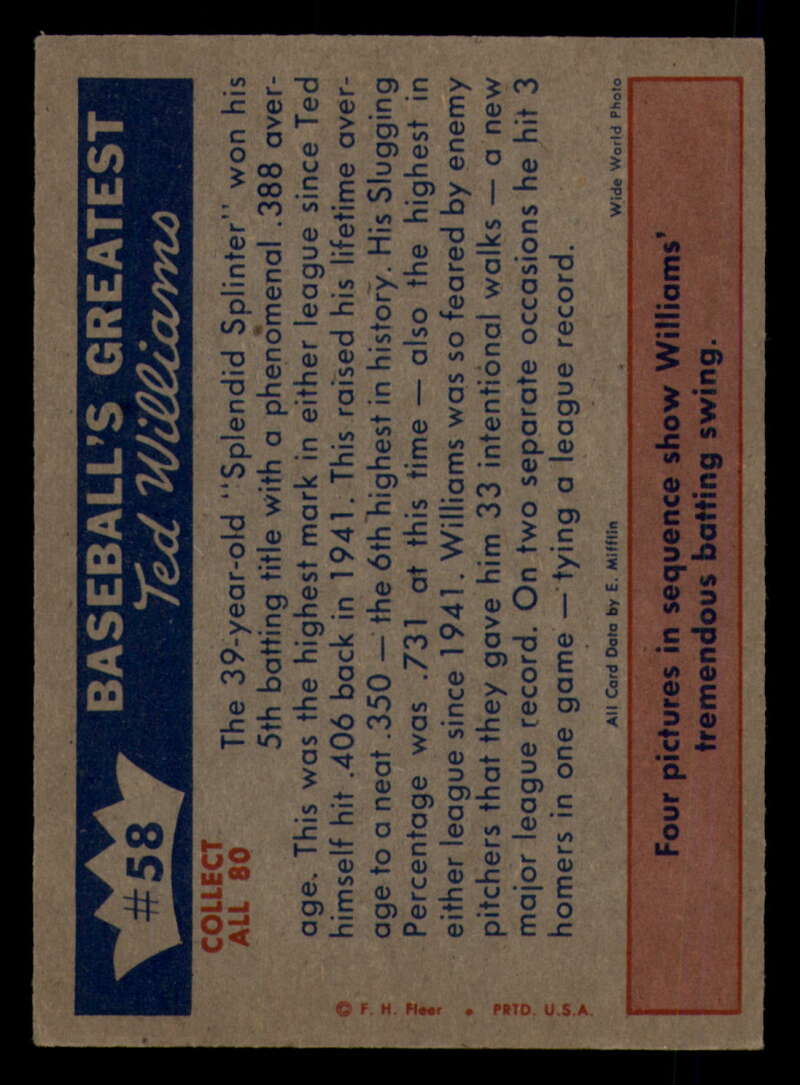 #58
BASEBALL'S GREATEST
Ted Williams
COLLECT
ALL 80
The 39-year-old "Splendid Splinter" won his
5th batting title with a phenomenal .388 aver-
age. This was the highest mark in either league since Ted
himself hit .406 back in 1941. This raised his lifetime aver-
age to a neat .350 — the 6th highest in history. His Slugging
Percentage was .731 at this time — also the highest in
either league since 1941. Williams was so feared by enemy
pitchers that they gave him 33 intentional walks — a new
major league record. On two separate occasions he hit 3
homers in one game — tying a league record.
© F. H. Fleer • PRTD. U.S.A.
All Card Data by E. Mifflin
Wide World Photo
Four pictures in sequence show Williams'
tremendous batting swing.